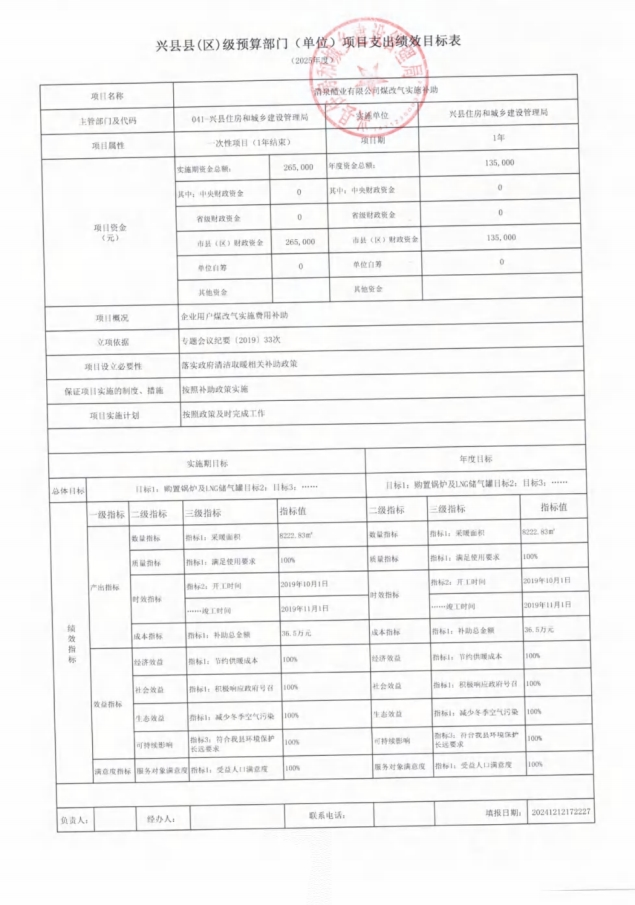 兴县县(区)级预算部门（单位）项目支出绩效目标表
（2025年度）
项目名称 清泉醋业有限公司煤改气实施补助
主管部门及代码 041-兴县住房和城乡建设管理局 实施单位 兴县住房和城乡建设管理局
项目属性 一次性项目（1年结束） 项目期 1年
项目资金（元） 实施期资金总额： 265,000 年度资金总额： 135,000
其中：中央财政资金 0 其中：中央财政资金 0
省级财政资金 0 省级财政资金 0
市县（区）财政资金 265,000 市县（区）财政资金 135,000
单位自筹 0 单位自筹 0
其他资金 其他资金
项目概况 企业用户煤改气实施费用补助
立项依据 专题会议纪要〔2019〕33次
项目设立必要性 落实政府清洁取暖相关补助政策
保证项目实施的制度、措施 按照补助政策实施
项目实施计划 按照政策及时完成工作
实施期目标 年度目标
总体目标 目标1：购置锅炉及LNG储气罐目标2：目标3：…… 目标1：购置锅炉及LNG储气罐目标2：目标3：……
绩效指标 一级指标 二级指标 三级指标 指标值 二级指标 三级指标 指标值
产出指标 数量指标 指标1：采暖面积 8222.83㎡ 数量指标 指标1：采暖面积 8222.83㎡
质量指标 指标1：满足使用要求 100% 质量指标 指标1：满足使用要求 100%
时效指标 指标2：开工时间 2019年10月1日 时效指标 指标2：开工时间 2019年10月1日
……竣工时间 2019年11月1日 ……竣工时间 2019年11月1日
成本指标 指标1：补助总金额 36.5万元 成本指标 指标1：补助总金额 36.5万元
效益指标 经济效益 指标1：节约供暖成本 100% 经济效益 指标1：节约供暖成本 100%
社会效益 指标1：积极响应政府号召 100% 社会效益 指标1：积极响应政府号召 100%
生态效益 指标1：减少冬季空气污染 100% 生态效益 指标1：减少冬季空气污染 100%
可持续影响 指标3：符合我县环境保护长远要求 100% 可持续影响 指标3：符合我县环境保护长远要求 100%
满意度指标 服务对象满意度 指标1：受益人口满意度 100% 服务对象满意度 指标1：受益人口满意度 100%
负责人： 经办人： 联系电话： 填报日期： 20241212172227